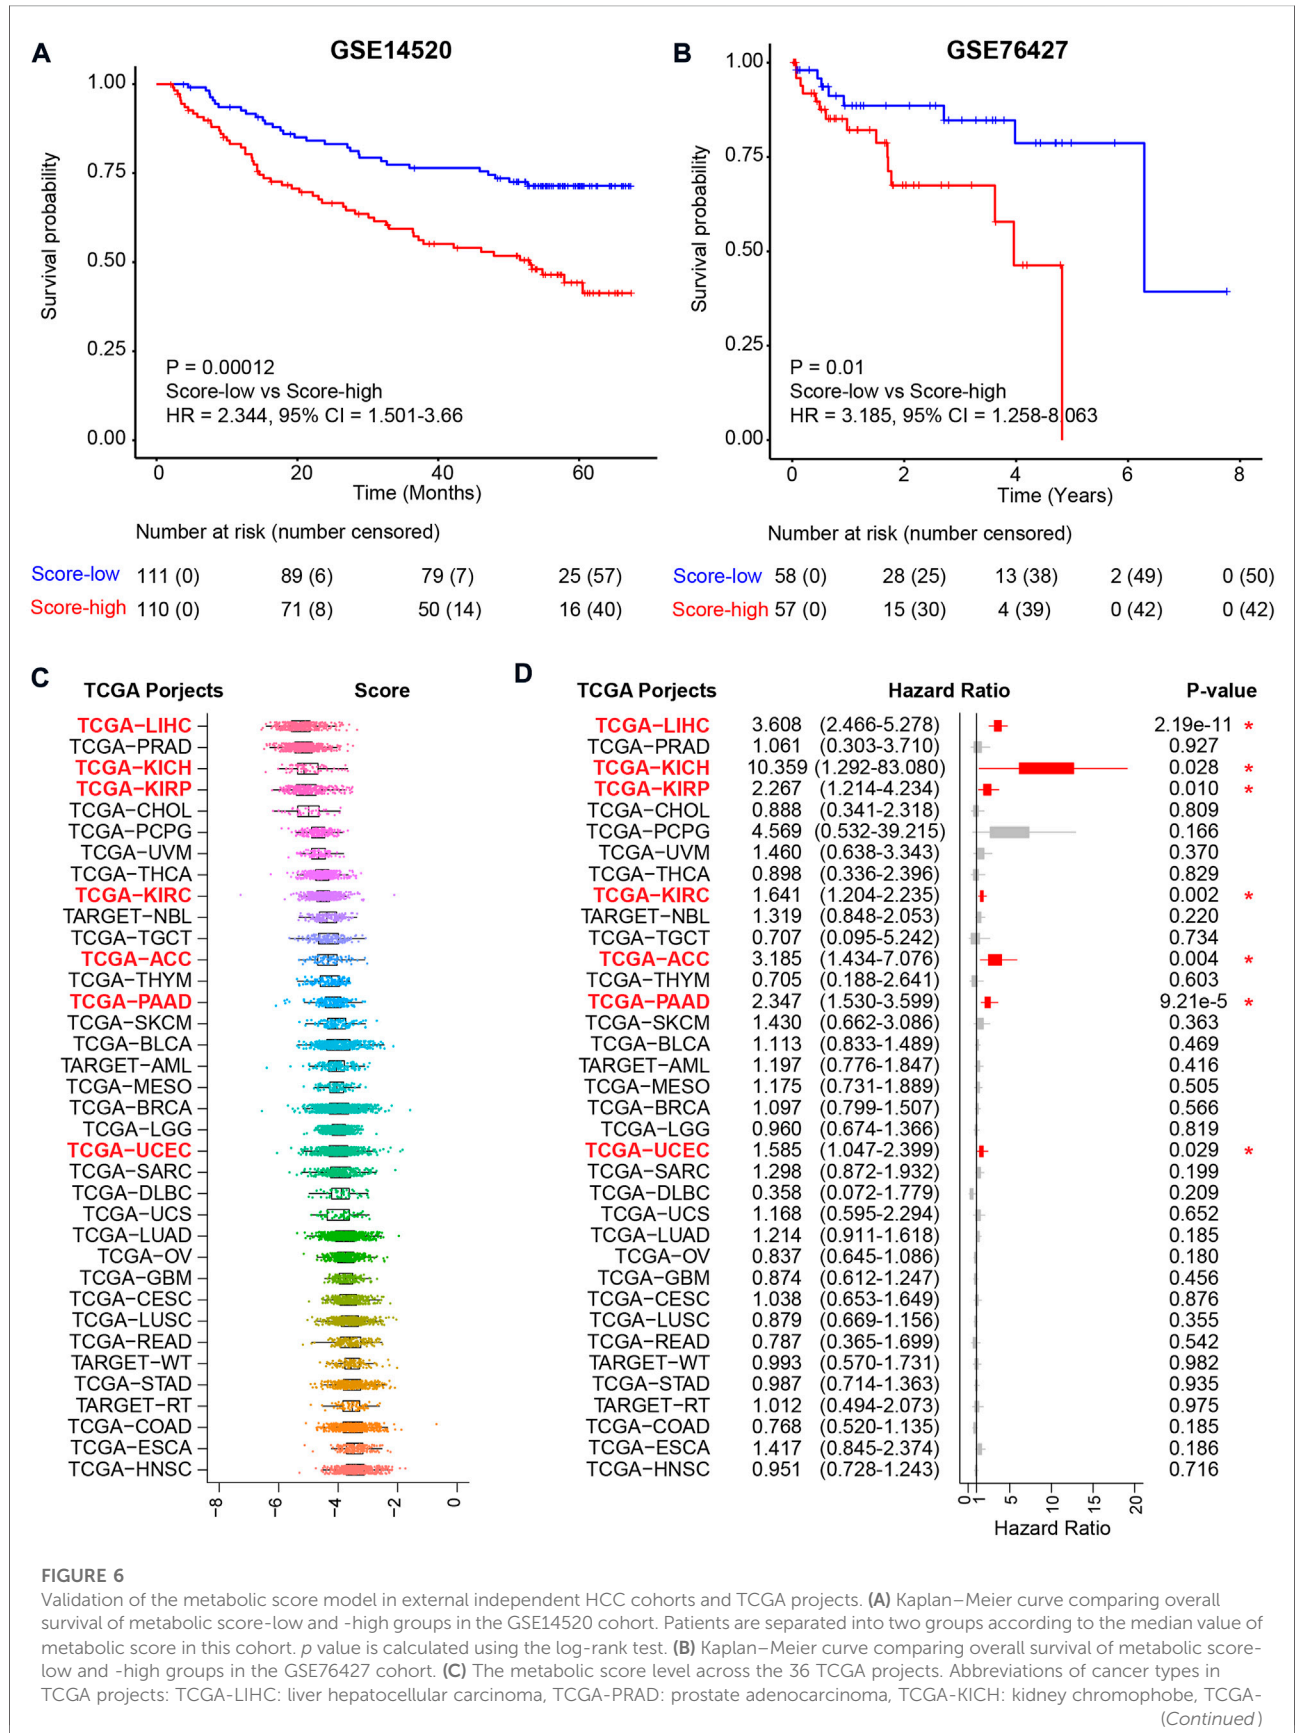 A
GSE14520
1.00
0.75
0.50
0.25
0.00
Survival probability
P = 0.00012
Score-low vs Score-high
HR = 2.344, 95% CI = 1.501-3.66
0 20 40 60
Time (Months)
Number at risk (number censored)
Score-low 111 (0) 89 (6) 79 (7) 25 (57)
Score-high 110 (0) 71 (8) 50 (14) 16 (40)
B
GSE76427
1.00
0.75
0.50
0.25
0.00
Survival probability
P = 0.01
Score-low vs Score-high
HR = 3.185, 95% CI = 1.258-8.063
0 2 4 6 8
Time (Years)
Number at risk (number censored)
Score-low 58 (0) 28 (25) 13 (38) 2 (49) 0 (50)
Score-high 57 (0) 15 (30) 4 (39) 0 (42) 0 (42)
C
TCGA Porjects Score
TCGA-LIHC
TCGA-PRAD
TCGA-KICH
TCGA-KIRP
TCGA-CHOL
TCGA-PCPG
TCGA-UVM
TCGA-THCA
TCGA-KIRC
TARGET-NBL
TCGA-TGCT
TCGA-ACC
TCGA-THYM
TCGA-PAAD
TCGA-SKCM
TCGA-BLCA
TARGET-AML
TCGA-MESO
TCGA-BRCA
TCGA-LGG
TCGA-UCEC
TCGA-SARC
TCGA-DLBC
TCGA-UCS
TCGA-LUAD
TCGA-OV
TCGA-GBM
TCGA-CESC
TCGA-LUSC
TCGA-READ
TARGET-WT
TCGA-STAD
TARGET-RT
TCGA-COAD
TCGA-ESCA
TCGA-HNSC
-8 -6 -4 -2 0
D
TCGA Porjects Hazard Ratio P-value
TCGA-LIHC 3.608 (2.466-5.278) 2.19e-11 *
TCGA-PRAD 1.061 (0.303-3.710) 0.927
TCGA-KICH 10.359 (1.292-83.080) 0.028 *
TCGA-KIRP 2.267 (1.214-4.234) 0.010 *
TCGA-CHOL 0.888 (0.341-2.318) 0.809
TCGA-PCPG 4.569 (0.532-39.215) 0.166
TCGA-UVM 1.460 (0.638-3.343) 0.370
TCGA-THCA 0.898 (0.336-2.396) 0.829
TCGA-KIRC 1.641 (1.204-2.235) 0.002 *
TARGET-NBL 1.319 (0.848-2.053) 0.220
TCGA-TGCT 0.707 (0.095-5.242) 0.734
TCGA-ACC 3.185 (1.434-7.076) 0.004 *
TCGA-THYM 0.705 (0.188-2.641) 0.603
TCGA-PAAD 2.347 (1.530-3.599) 9.21e-5 *
TCGA-SKCM 1.430 (0.662-3.086) 0.363
TCGA-BLCA 1.113 (0.833-1.489) 0.469
TARGET-AML 1.197 (0.776-1.847) 0.416
TCGA-MESO 1.175 (0.731-1.889) 0.505
TCGA-BRCA 1.097 (0.799-1.507) 0.566
TCGA-LGG 0.960 (0.674-1.366) 0.819
TCGA-UCEC 1.585 (1.047-2.399) 0.029 *
TCGA-SARC 1.298 (0.872-1.932) 0.199
TCGA-DLBC 0.358 (0.072-1.779) 0.209
TCGA-UCS 1.168 (0.595-2.294) 0.652
TCGA-LUAD 1.214 (0.911-1.618) 0.185
TCGA-OV 0.837 (0.645-1.086) 0.180
TCGA-GBM 0.874 (0.612-1.247) 0.456
TCGA-CESC 1.038 (0.653-1.649) 0.876
TCGA-LUSC 0.879 (0.669-1.156) 0.355
TCGA-READ 0.787 (0.365-1.699) 0.542
TARGET-WT 0.993 (0.570-1.731) 0.982
TCGA-STAD 0.987 (0.714-1.363) 0.935
TARGET-RT 1.012 (0.494-2.073) 0.975
TCGA-COAD 0.768 (0.520-1.135) 0.185
TCGA-ESCA 1.417 (0.845-2.374) 0.186
TCGA-HNSC 0.951 (0.728-1.243) 0.716
0 1 5 10 15 20
Hazard Ratio
FIGURE 6
Validation of the metabolic score model in external independent HCC cohorts and TCGA projects. (A) Kaplan–Meier curve comparing overall
survival of metabolic score-low and -high groups in the GSE14520 cohort. Patients are separated into two groups according to the median value of
metabolic score in this cohort. p value is calculated using the log-rank test. (B) Kaplan–Meier curve comparing overall survival of metabolic score-
low and -high groups in the GSE76427 cohort. (C) The metabolic score level across the 36 TCGA projects. Abbreviations of cancer types in
TCGA projects: TCGA-LIHC: liver hepatocellular carcinoma, TCGA-PRAD: prostate adenocarcinoma, TCGA-KICH: kidney chromophobe, TCGA-
(Continued)